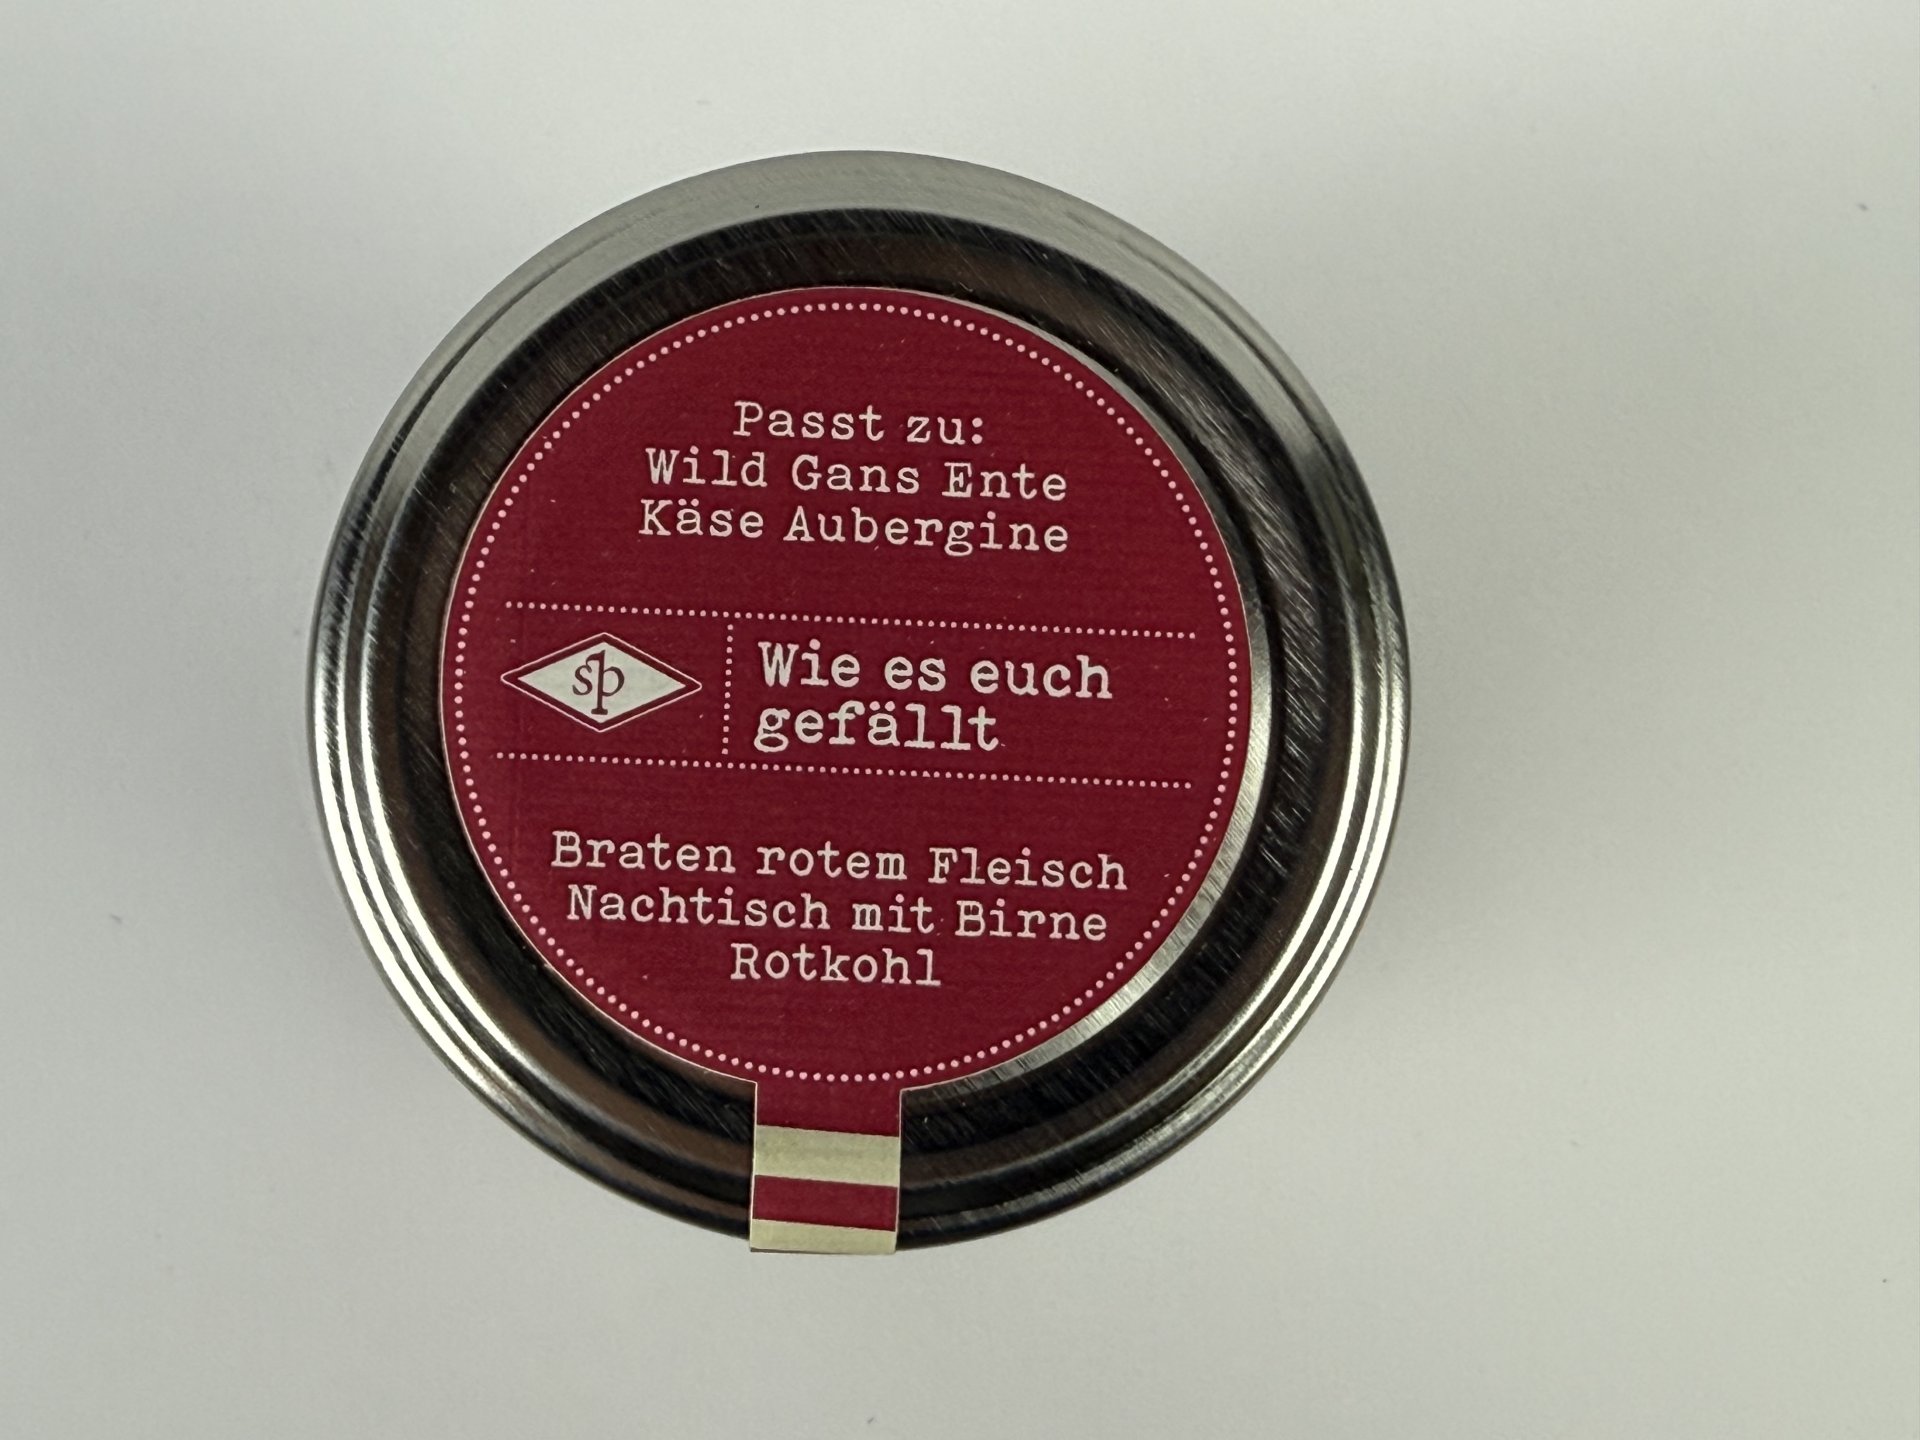 Passt zu:
Wild Gans Ente
Käse Aubergine
sp
Wie es euch
gefällt
Braten rotem Fleisch
Nachtisch mit Birne
Rotkohl